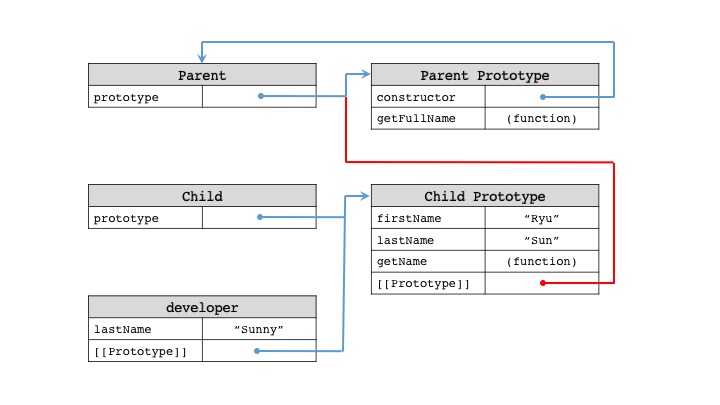 Parent
prototype
Parent Prototype
constructor
getFullName (function)
Child
prototype
Child Prototype
firstName “Ryu”
lastName “Sun”
getName (function)
[[Prototype]]
developer
lastName “Sunny”
[[Prototype]]